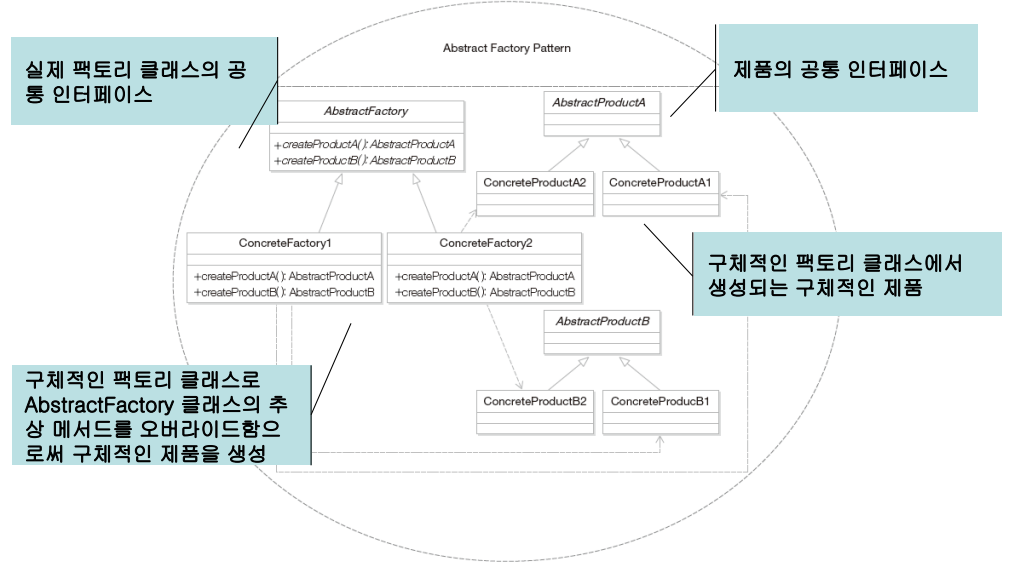 Abstract Factory Pattern
실제 팩토리 클래스의 공
통 인터페이스
제품의 공통 인터페이스
AbstractFactory
+createProductA(): AbstractProductA
+createProductB(): AbstractProductB
AbstractProductA
ConcreteProductA2
ConcreteProductA1
ConcreteFactory1
+createProductA(): AbstractProductA
+createProductB(): AbstractProductB
ConcreteFactory2
+createProductA(): AbstractProductA
+createProductB(): AbstractProductB
구체적인 팩토리 클래스에서
생성되는 구체적인 제품
AbstractProductB
ConcreteProductB2
ConcreteProducB1
구체적인 팩토리 클래스로
AbstractFactory 클래스의 추
상 메서드를 오버라이드함으
로써 구체적인 제품을 생성